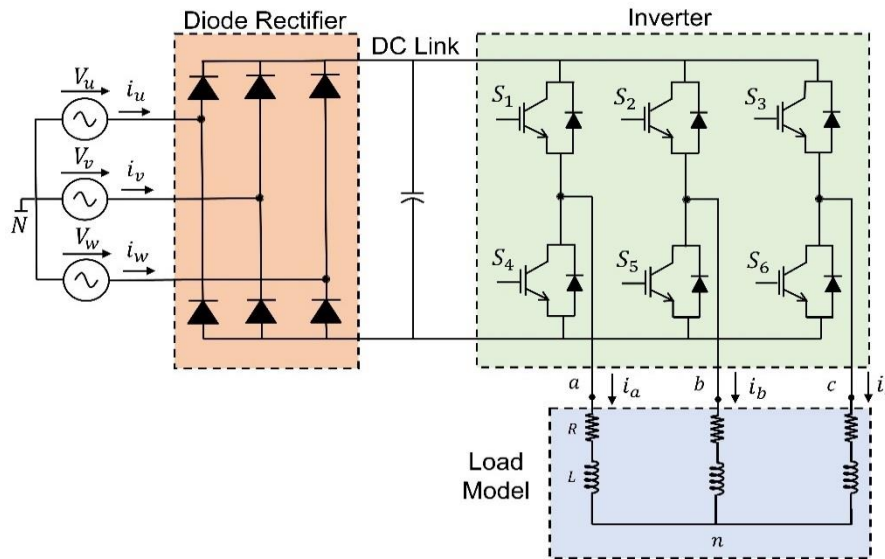 Diode Rectifier
Inverter
DC Link
V_u
i_u
V_v
i_v
N
V_w
i_w
S_1
S_2
S_3
S_4
S_5
S_6
a
i_a
b
i_b
c
R
L
Load
Model
n